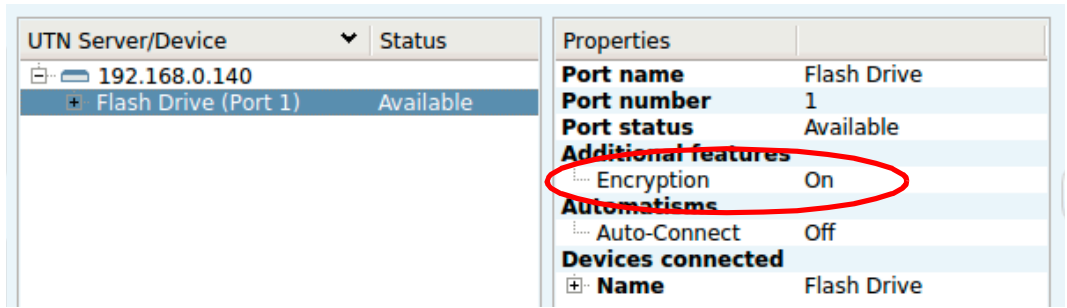 UTN Server/Device Status
192.168.0.140
Flash Drive (Port 1) Available
Properties
Port name Flash Drive
Port number 1
Port status Available
Additional features
Encryption On
Automatisms
Auto-Connect Off
Devices connected
Name Flash Drive